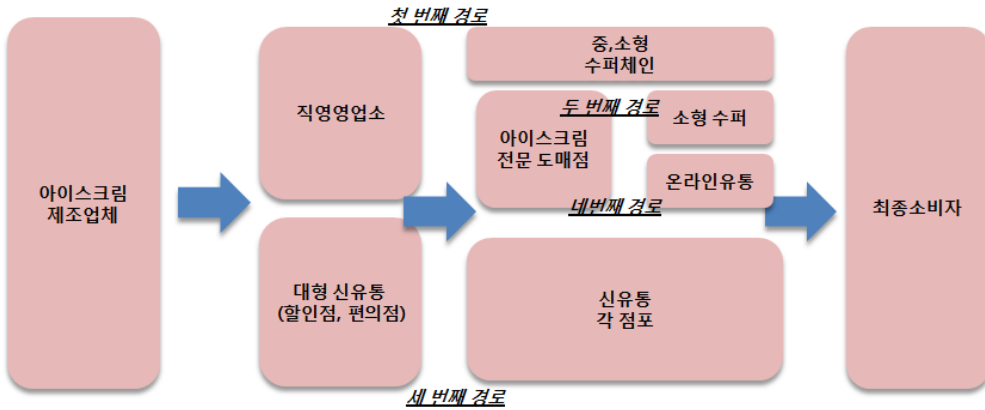 첫 번째 경로
아이스크림
제조업체
직영영업소
대형 신유통
(할인점, 편의점)
중,소형
수퍼체인
두 번째 경로
아이스크림
전문 도매점
소형 수퍼
온라인유통
네번째 경로
신유통
각 점포
최종소비자
세 번째 경로